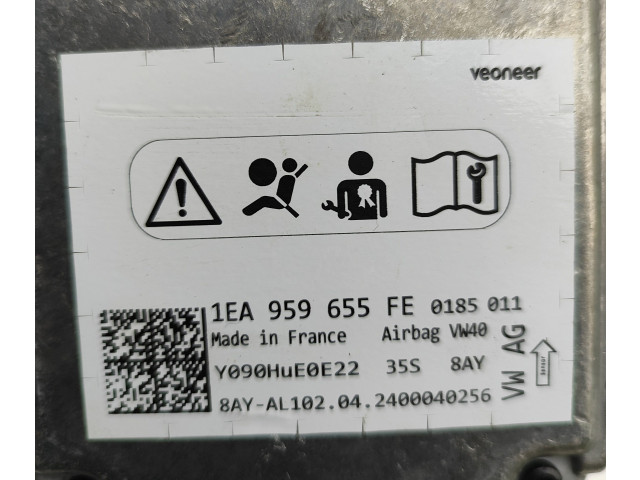 veoneer
1EA 959 655 FE 0185 011
Made in France Airbag VW40
Y090HuE0E22 35S 8AY
8AY-AL102.04.2400040256
VW AG